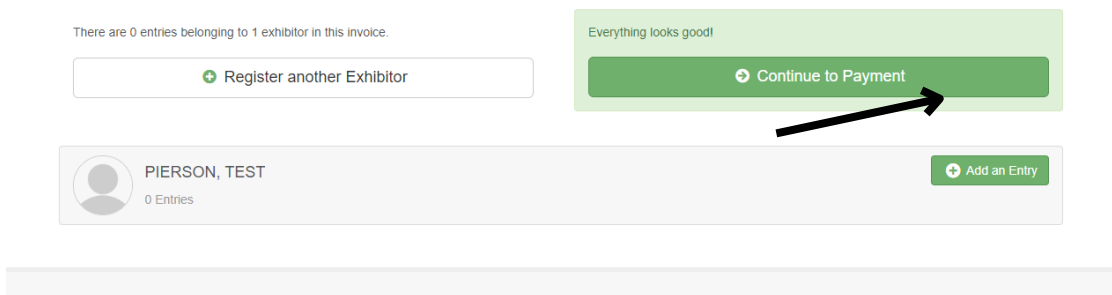 There are 0 entries belonging to 1 exhibitor in this invoice.
Register another Exhibitor
Everything looks good!
Continue to Payment
PIERSON, TEST
0 Entries
Add an Entry